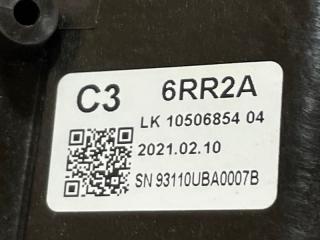 C3 6RR2A
LK 10506854 04
2021.02.10
SN 93110UBA0007B